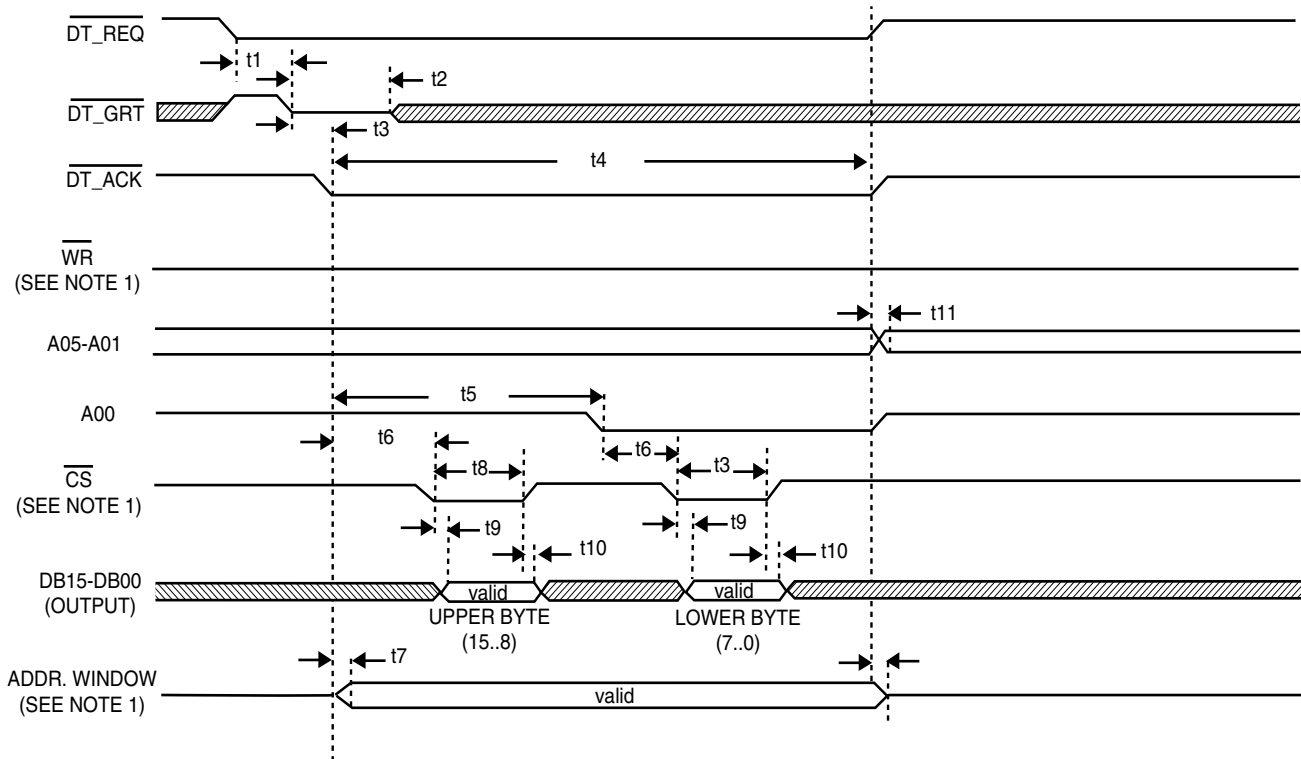 DT_REQ
t1
t2
DT_GRT
t3
t4
DT_ACK
WR
(SEE NOTE 1)
t11
A05-A01
t5
A00
t6
t6
t8
t3
CS
(SEE NOTE 1)
t9
t9
t10
t10
DB15-DB00
(OUTPUT)
valid
valid
UPPER BYTE
(15..8)
LOWER BYTE
(7..0)
t7
ADDR. WINDOW
(SEE NOTE 1)
valid